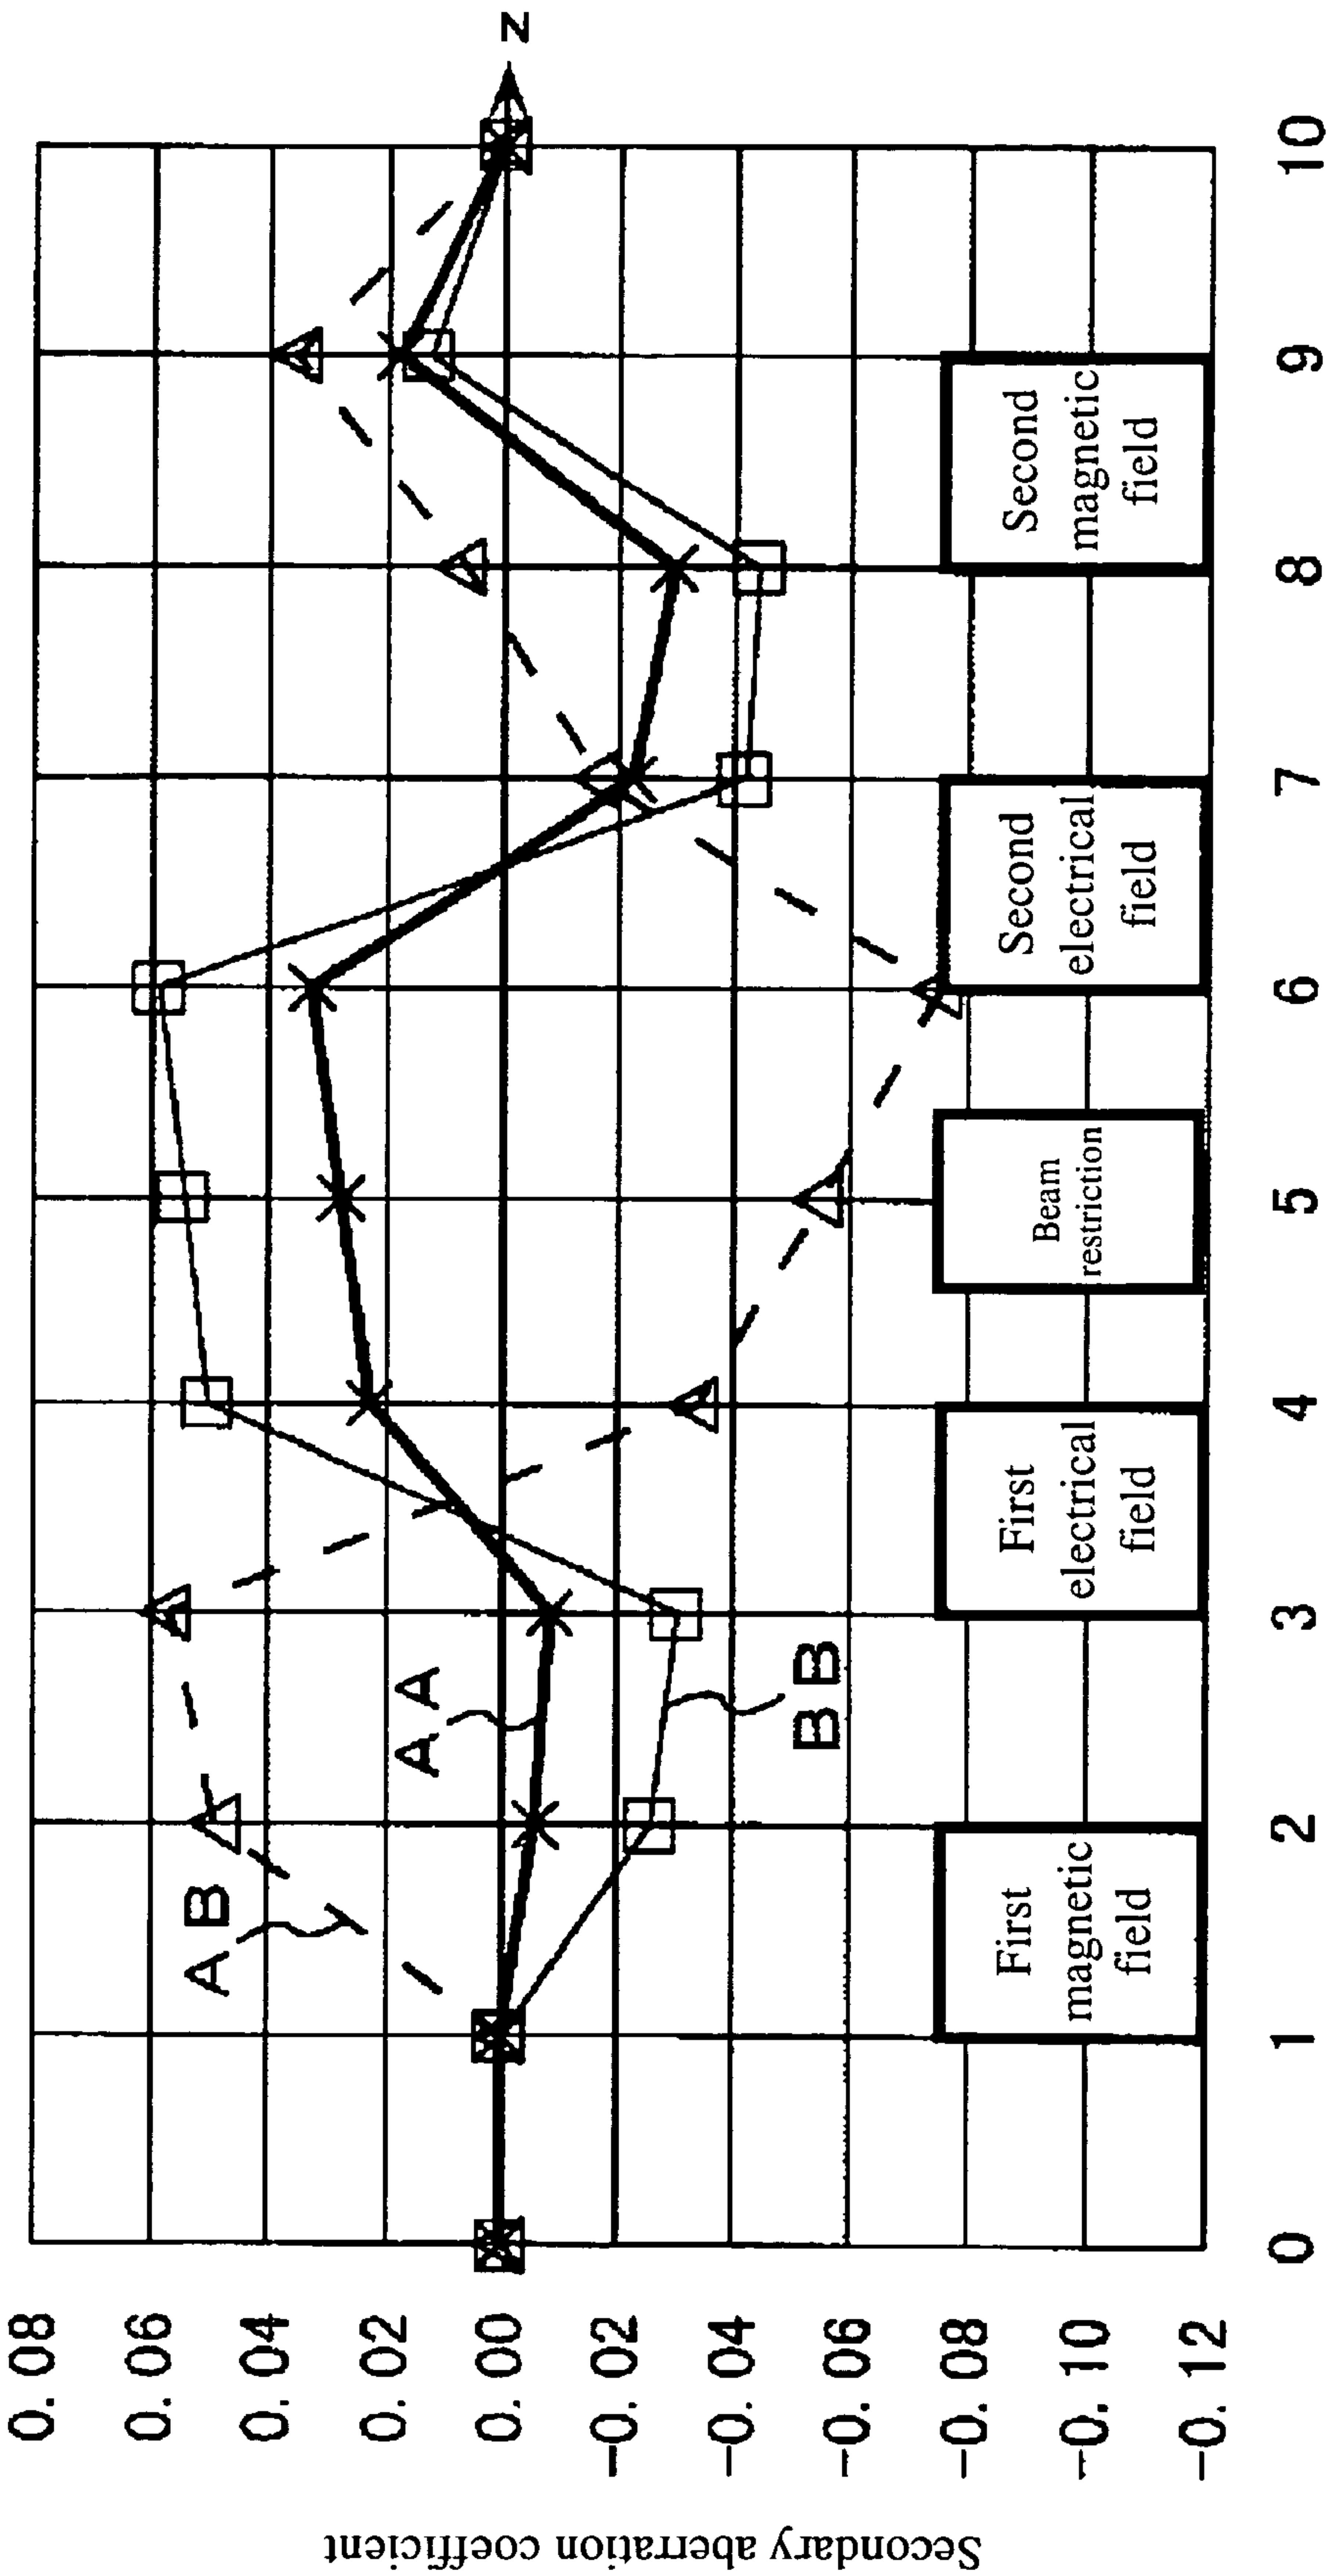 Secondary aberration coefficient
0.08
0.06
0.04
0.02
0.00
-0.02
-0.04
-0.06
-0.08
-0.10
-0.12
AB
AA
BB
z
First
magnetic
field
First
electrical
field
Beam
restriction
Second
electrical
field
Second
magnetic
field
0 1 2 3 4 5 6 7 8 9 10